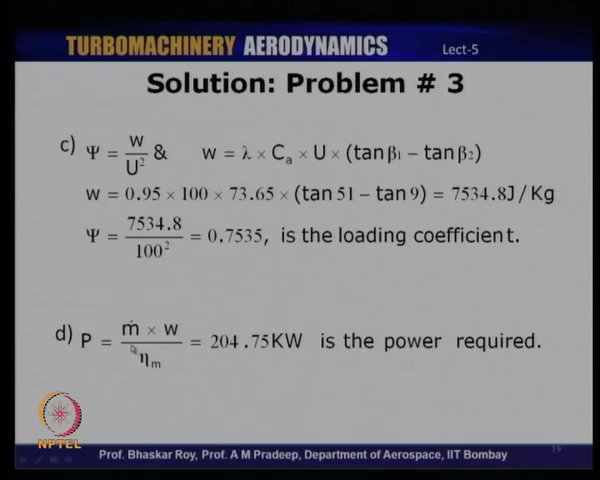 TURBOMACHINERY AERODYNAMICS Lect-5
Solution: Problem # 3
c) Ψ = w / U² & w = λ × Cₐ × U × (tan β₁ − tan β₂)
w = 0.95 × 100 × 73.65 × (tan 51 − tan 9) = 7534.8J / Kg
Ψ = 7534.8 / 100² = 0.7535, is the loading coefficient.
d) P = ṁ × w / ηₘ = 204.75KW is the power required.
NPTEL
Prof. Bhaskar Roy, Prof. A M Pradeep, Department of Aerospace, IIT Bombay
19